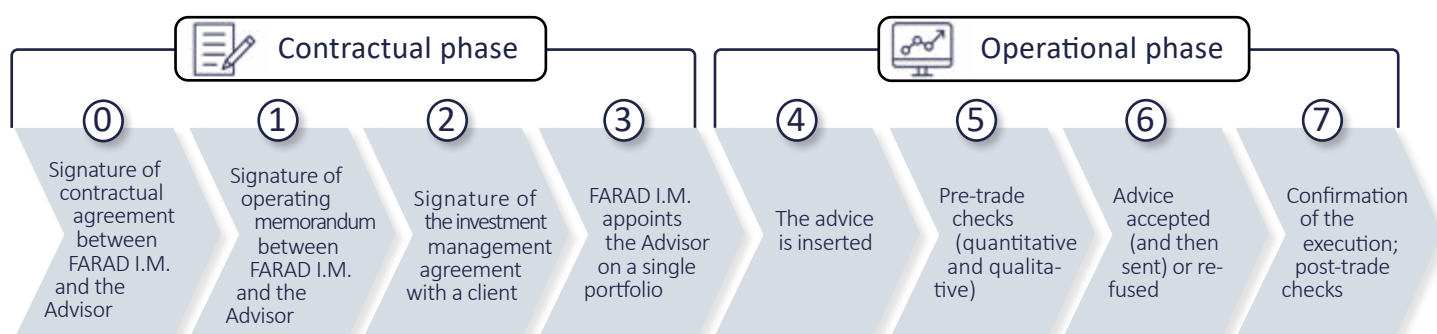 Contractual phase
Operational phase
0
Signature of
contractual
agreement
between
FARAD I.M.
and the
Advisor
1
Signature of
operating
memorandum
between
FARAD I.M.
and the
Advisor
2
Signature of
the investment
management
agreement
with a client
3
FARAD I.M.
appoints
the Advisor
on a single
portfolio
4
The advice
is inserted
5
Pre-trade
checks
(quantitative
and qualita-
tive)
6
Advice
accepted
(and then
sent) or re-
fused
7
Confirmation
of the
execution;
post-trade
checks